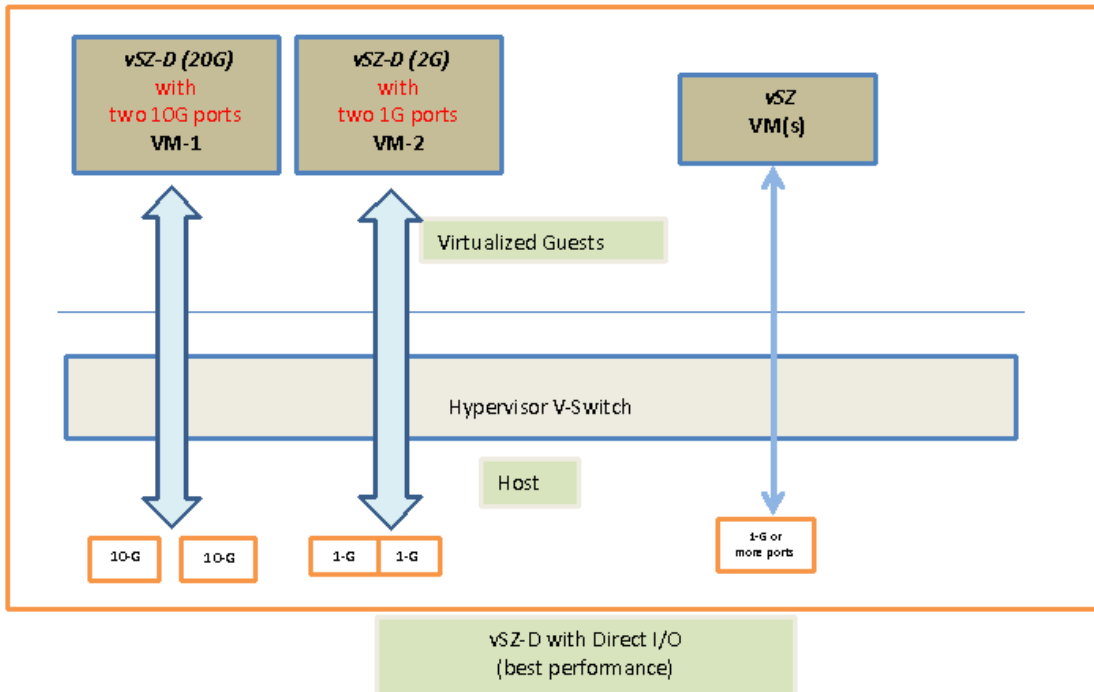 vSZ-D (20G)
with
two 10G ports
VM-1
vSZ-D (2G)
with
two 1G ports
VM-2
vSZ
VM(s)
Virtualized Guests
Hypervisor V-Switch
Host
10-G
10-G
1-G
1-G
1-G or
more ports
vSZ-D with Direct I/O
(best performance)